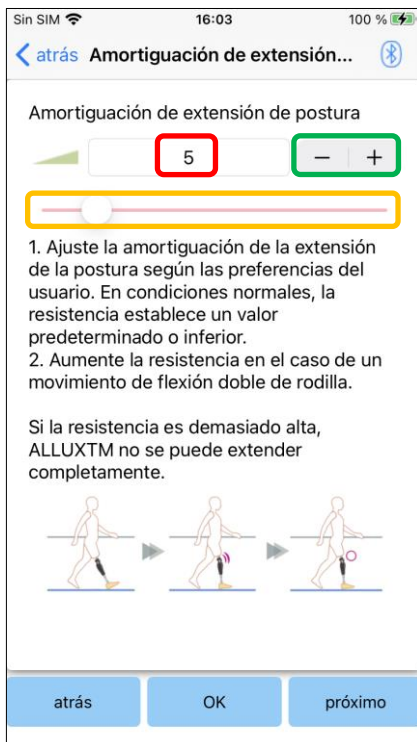 Sin SIM 16:03 100 %
atrás Amortiguación de extensión...
Amortiguación de extensión de postura
5 − +
1. Ajuste la amortiguación de la extensión
de la postura según las preferencias del
usuario. En condiciones normales, la
resistencia establece un valor
predeterminado o inferior.
2. Aumente la resistencia en el caso de un
movimiento de flexión doble de rodilla.
Si la resistencia es demasiado alta,
ALLUXTM no se puede extender
completamente.
atrás OK próximo